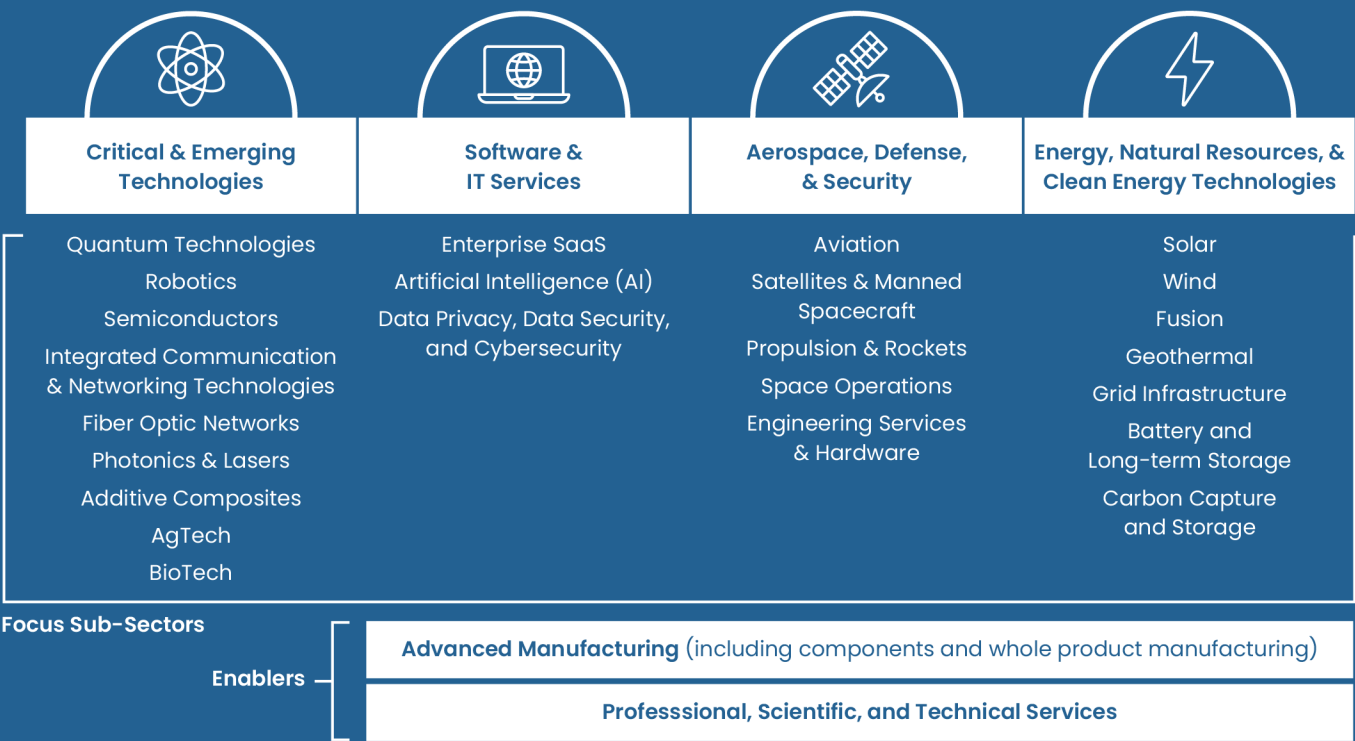 Critical & Emerging
Technologies
Software &
IT Services
Aerospace, Defense,
& Security
Energy, Natural Resources, &
Clean Energy Technologies
Quantum Technologies
Robotics
Semiconductors
Integrated Communication
& Networking Technologies
Fiber Optic Networks
Photonics & Lasers
Additive Composites
AgTech
BioTech
Enterprise SaaS
Artificial Intelligence (AI)
Data Privacy, Data Security,
and Cybersecurity
Aviation
Satellites & Manned
Spacecraft
Propulsion & Rockets
Space Operations
Engineering Services
& Hardware
Solar
Wind
Fusion
Geothermal
Grid Infrastructure
Battery and
Long-term Storage
Carbon Capture
and Storage
Focus Sub-Sectors
Enablers
Advanced Manufacturing (including components and whole product manufacturing)
Professsional, Scientific, and Technical Services